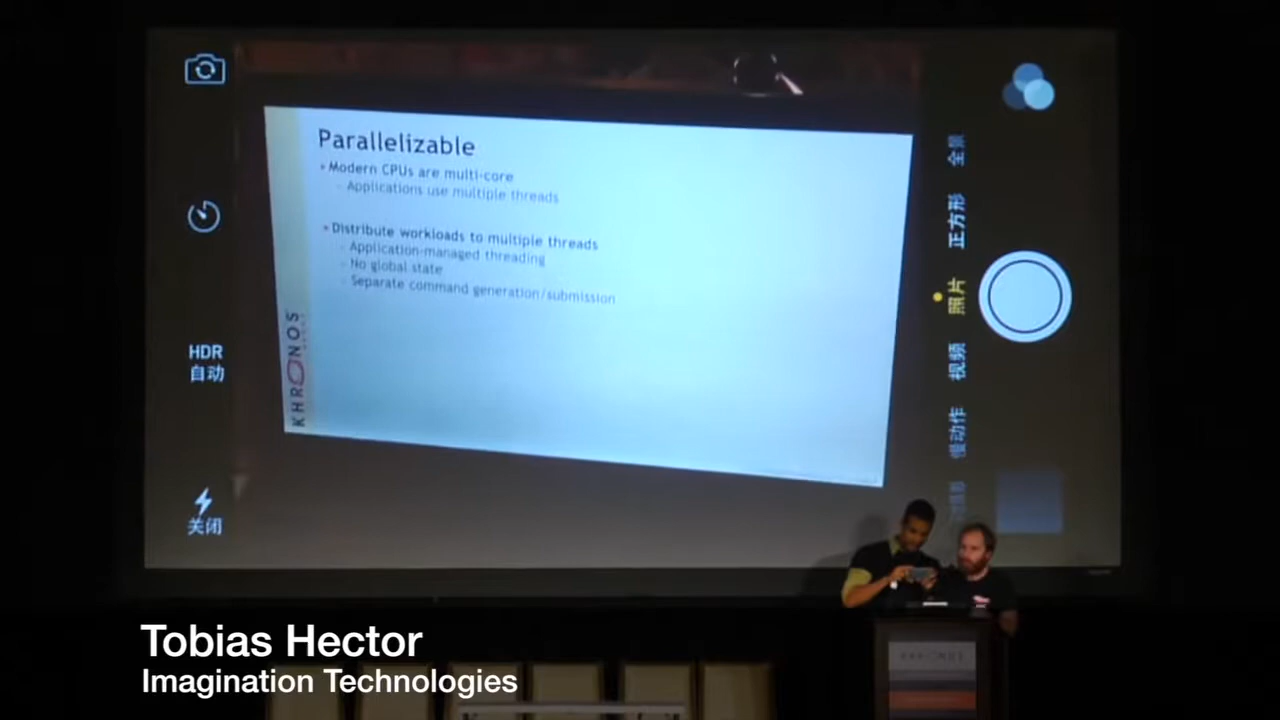 Parallelizable
Modern CPUs are multi-core
Applications use multiple threads
Distribute workloads to multiple threads
Application-managed threading
No global state
Separate command generation/submission
KHRONOS
HDR
自动
关闭
全景
正方形
照片
视频
慢动作
KHRONOS
Tobias Hector
Imagination Technologies